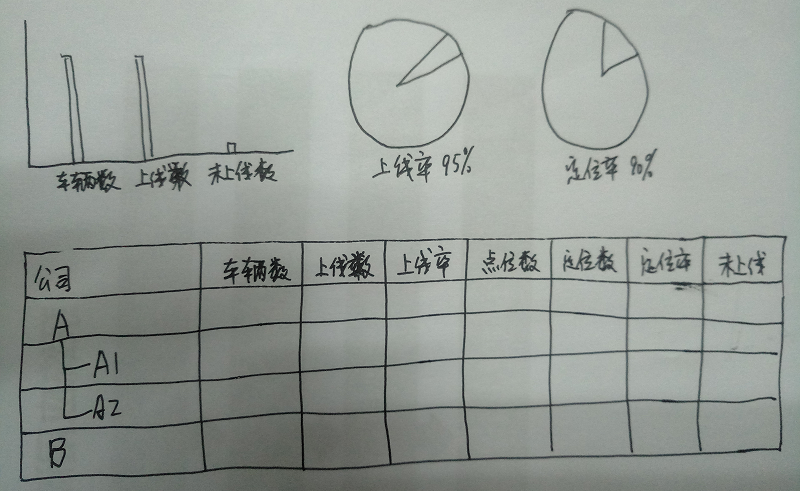 车辆数 上线数 未上线数
上线率 95%
定位率 90%
公司 车辆数 上线数 上线率 点位数 定位数 定位率 未上线
A
A1
A2
B